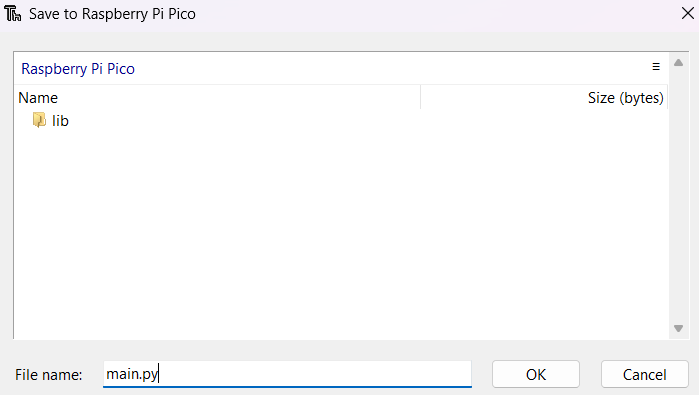 Save to Raspberry Pi Pico
Raspberry Pi Pico
Name Size (bytes)
lib
File name: main.py OK Cancel